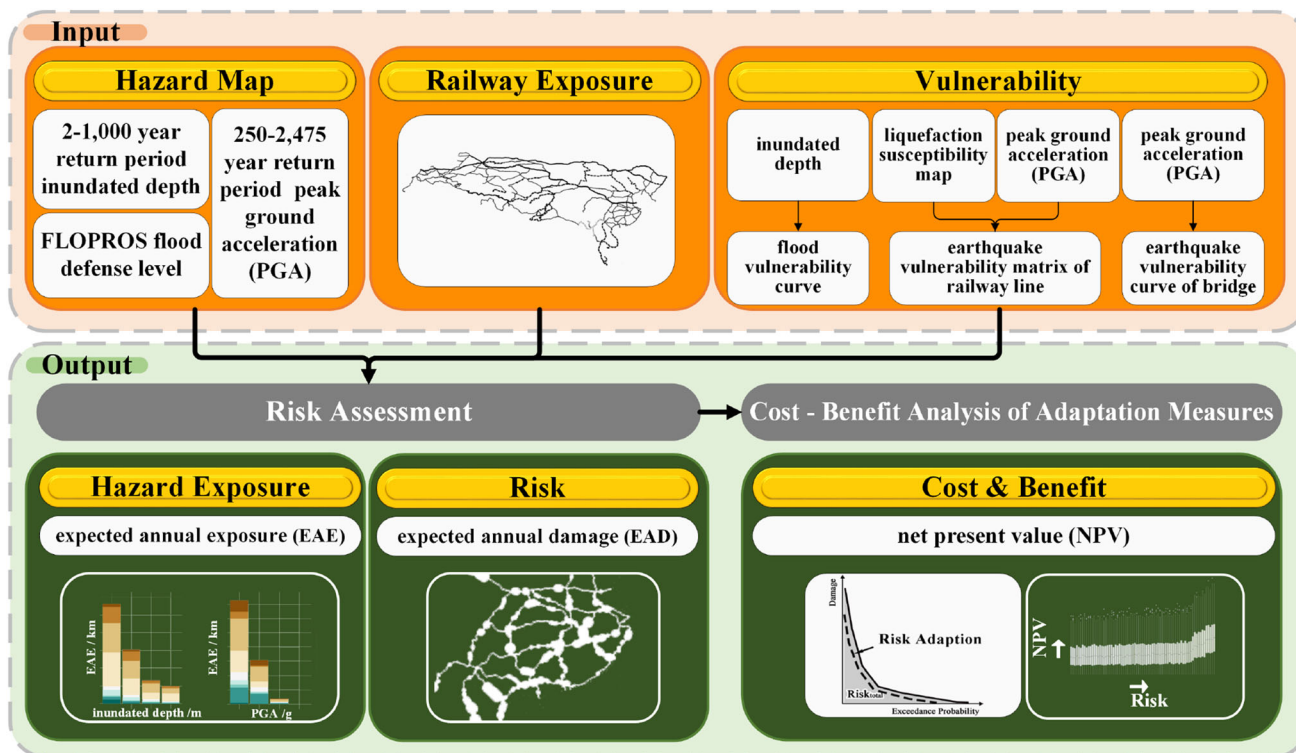 Input
Hazard Map
2-1,000 year
return period
inundated depth
FLOPROS flood
defense level
250-2,475
year return
period peak
ground
acceleration
(PGA)
Railway Exposure
Vulnerability
inundated
depth
liquefaction
susceptibility
map
peak ground
acceleration
(PGA)
peak ground
acceleration
(PGA)
flood
vulnerability
curve
earthquake
vulnerability matrix of
railway line
earthquake
vulnerability
curve of bridge
Output
Risk Assessment
Cost - Benefit Analysis of Adaptation Measures
Hazard Exposure
expected annual exposure (EAE)
EAE / km
inundated depth /m
EAE / km
PGA /g
Risk
expected annual damage (EAD)
Cost & Benefit
net present value (NPV)
Damage
Risk Adaption
Risktotal
Exceedance Probability
NPV
Risk